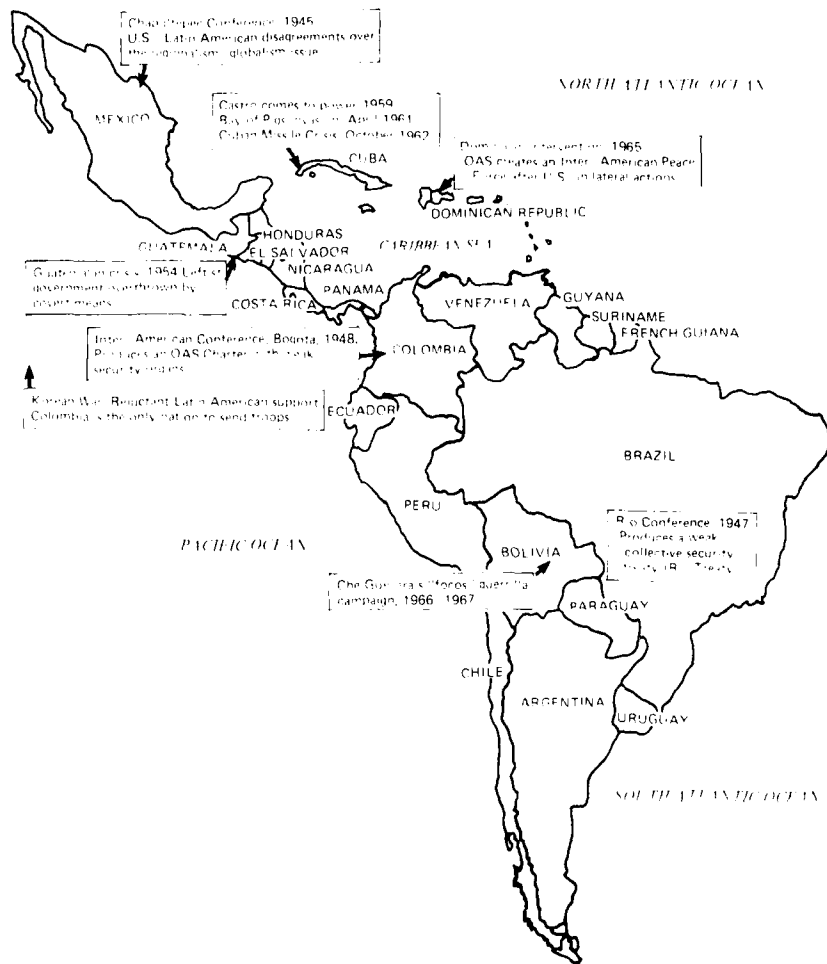 Conference, 1945
U.S. Latin American disagreements over
the regionalism globalism issue
NORTH ATLANTIC OCEAN
MEXICO
Castro comes to power, 1959
Bay of Pigs invasion, April 1961
Cuban Missile Crisis, October 1962
CUBA
intervention, 1965
OAS creates an Inter-American Peace
Force after U.S. unilateral actions
DOMINICAN REPUBLIC
HONDURAS
GUATEMALA
EL SALVADOR
CARIBBEAN SEA
NICARAGUA
Guatemalan crisis, 1954 Leftist
government overthrown by
covert means
PANAMA
COSTA RICA
VENEZUELA
GUYANA
SURINAME
FRENCH GUIANA
Inter-American Conference, Bogota, 1948.
Produces an OAS Charter with weak
security
COLOMBIA
Korean War Reluctant Latin American support
Columbia is the only nation to send troops
ECUADOR
BRAZIL
PERU
Rio Conference, 1947
Produces a weak
collective security
treaty Treaty
PACIFIC OCEAN
BOLIVIA
Che "focos" guerrilla
campaign, 1966 1967
PARAGUAY
CHILE
ARGENTINA
URUGUAY
SOUTH ATLANTIC OCEAN